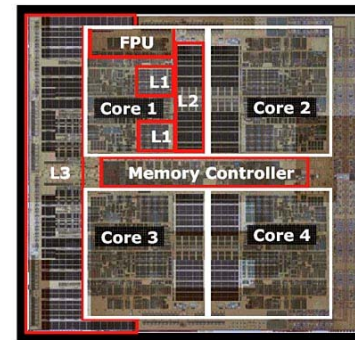 FPU
L1
Core 1
L2
Core 2
L1
L3
Memory Controller
Core 3
Core 4